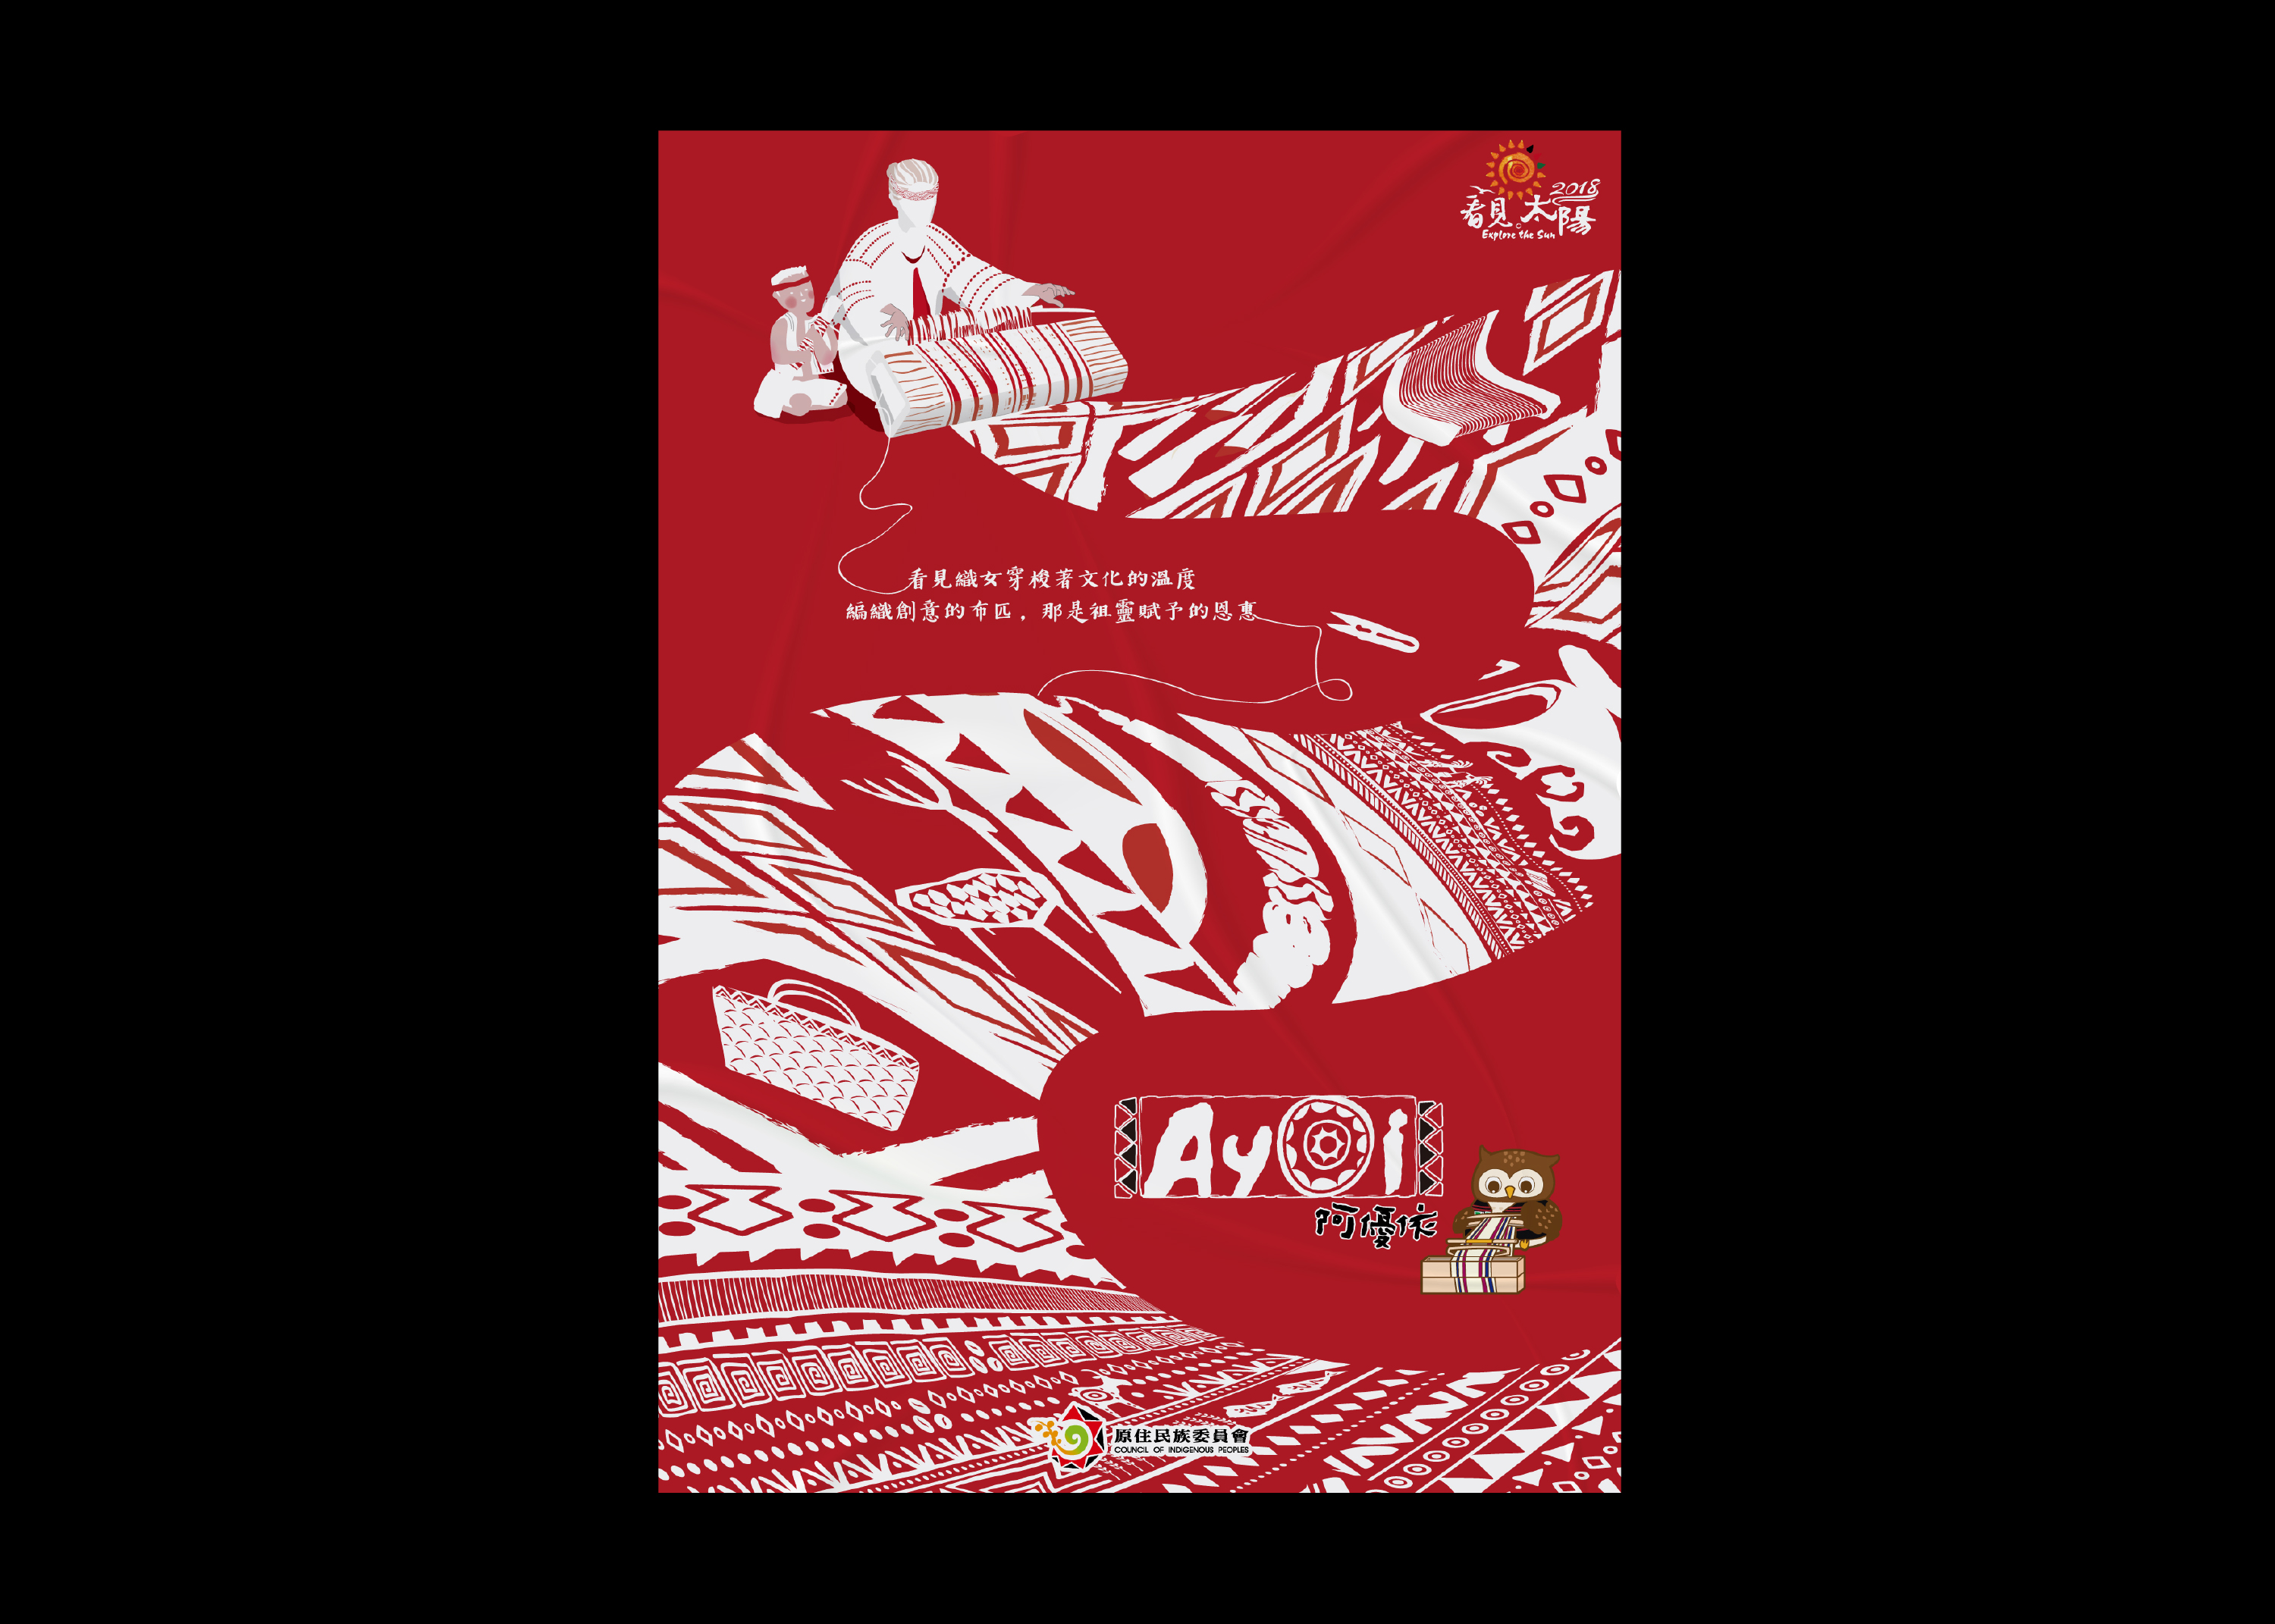 2018
看見太陽
Explore the Sun
看見織女穿梭著文化的溫度
編織創意的布匹，那是祖靈賦予的恩惠
Ayoi
阿優依
原住民族委員會
COUNCIL OF INDIGENOUS PEOPLES